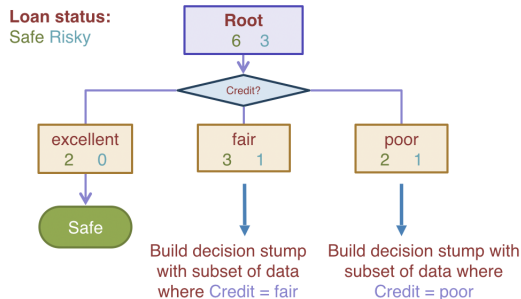 Loan status:
Safe Risky
Root
6 3
Credit?
excellent
2 0
fair
3 1
poor
2 1
Safe
Build decision stump
with subset of data
where Credit = fair
Build decision stump with
subset of data where
Credit = poor